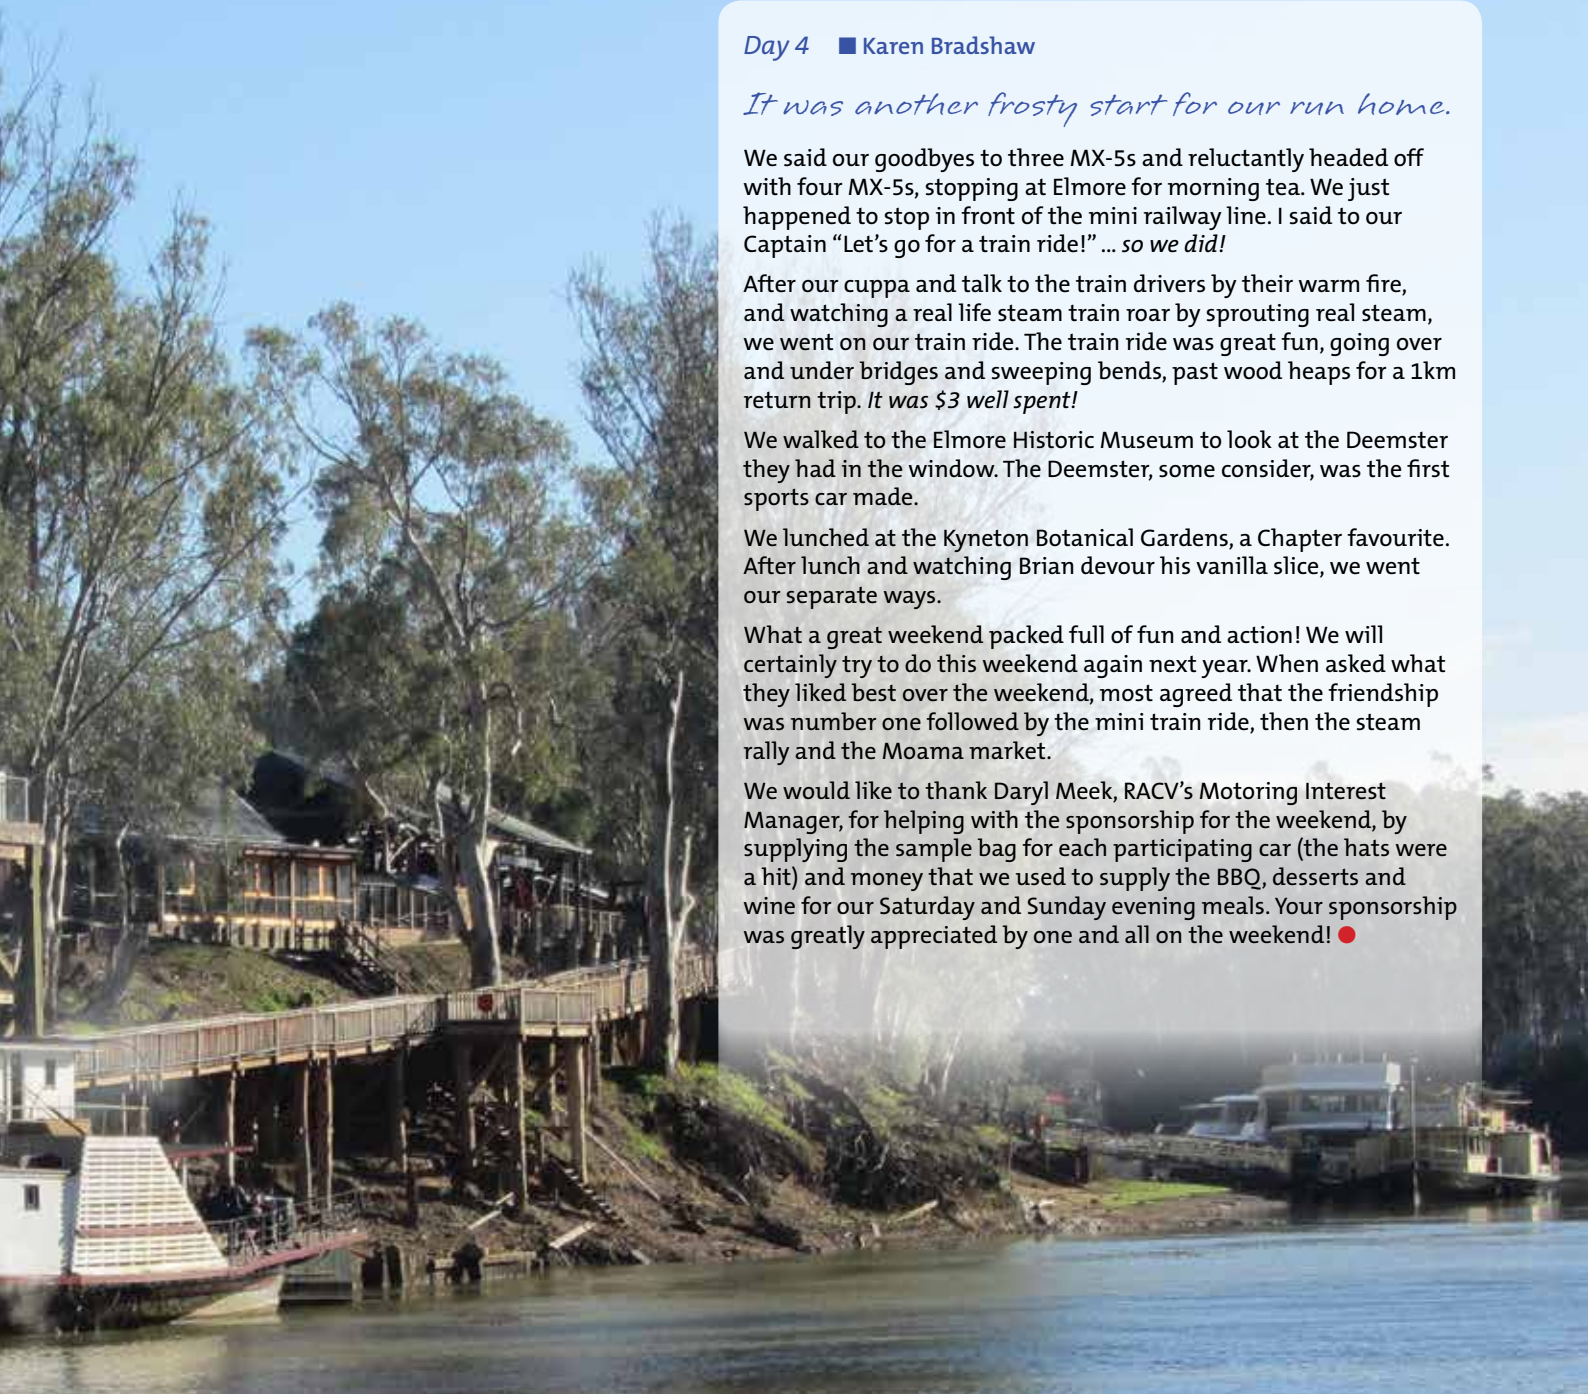 Day 4 ■ Karen Bradshaw
It was another frosty start for our run home.
We said our goodbyes to three MX-5s and reluctantly headed off
with four MX-5s, stopping at Elmore for morning tea. We just
happened to stop in front of the mini railway line. I said to our
Captain “Let’s go for a train ride!” ... so we did!
After our cuppa and talk to the train drivers by their warm fire,
and watching a real life steam train roar by sprouting real steam,
we went on our train ride. The train ride was great fun, going over
and under bridges and sweeping bends, past wood heaps for a 1km
return trip. It was $3 well spent!
We walked to the Elmore Historic Museum to look at the Deemster
they had in the window. The Deemster, some consider, was the first
sports car made.
We lunched at the Kyneton Botanical Gardens, a Chapter favourite.
After lunch and watching Brian devour his vanilla slice, we went
our separate ways.
What a great weekend packed full of fun and action! We will
certainly try to do this weekend again next year. When asked what
they liked best over the weekend, most agreed that the friendship
was number one followed by the mini train ride, then the steam
rally and the Moama market.
We would like to thank Daryl Meek, RACV’s Motoring Interest
Manager, for helping with the sponsorship for the weekend, by
supplying the sample bag for each participating car (the hats were
a hit) and money that we used to supply the BBQ, desserts and
wine for our Saturday and Sunday evening meals. Your sponsorship
was greatly appreciated by one and all on the weekend! ●